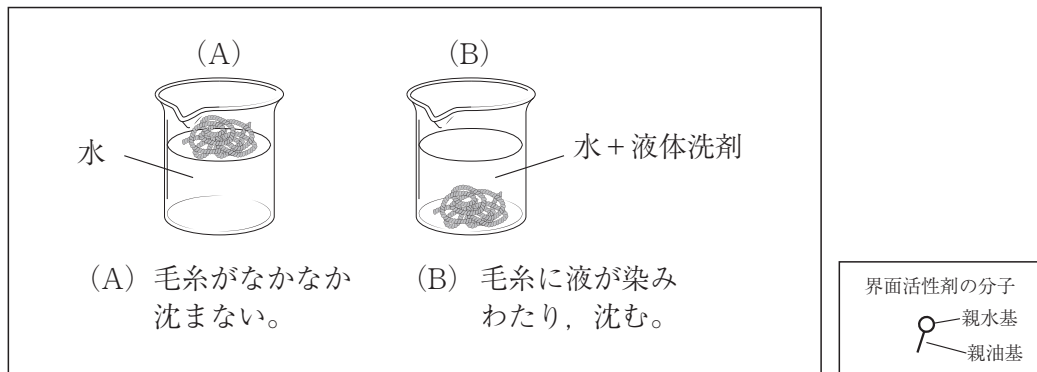 (A)
(B)
水
水+液体洗剤
(A) 毛糸がなかなか
沈まない。
(B) 毛糸に液が染み
わたり,沈む。
界面活性剤の分子
親水基
親油基